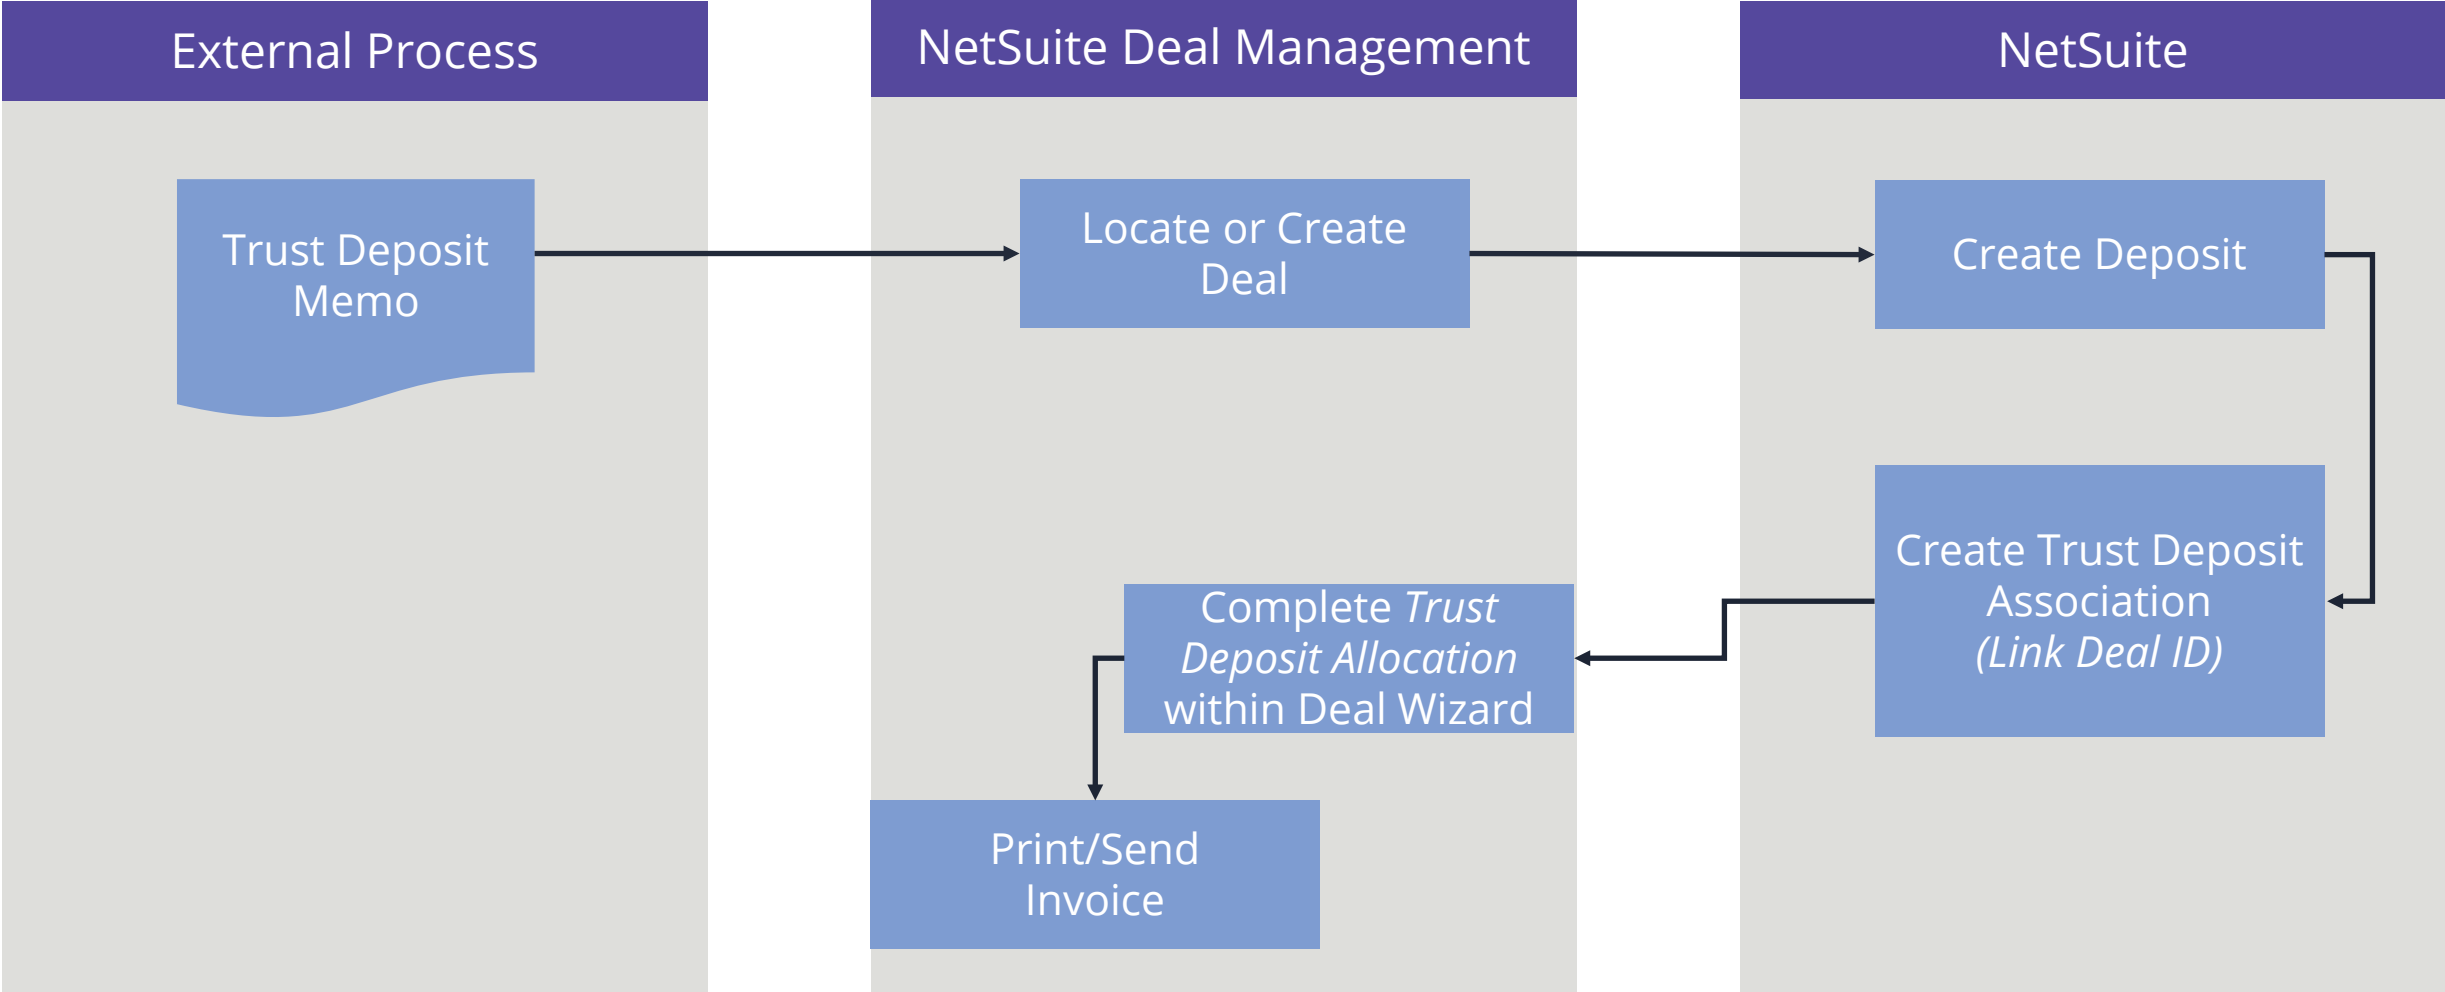 External Process
NetSuite Deal Management
NetSuite
Trust Deposit
Memo
Locate or Create
Deal
Create Deposit
Create Trust Deposit
Association
(Link Deal ID)
Complete Trust
Deposit Allocation
within Deal Wizard
Print/Send
Invoice